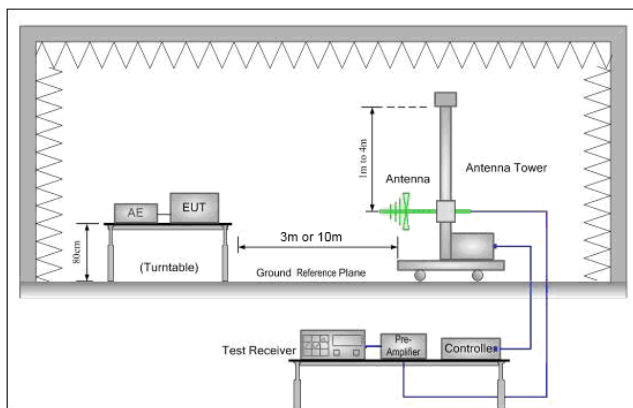 1m to 4m
Antenna
Antenna Tower
AE
EUT
80cm
(Turntable)
3m or 10m
Ground Reference Plane
Test Receiver
Pre-
Amplifier
Controller